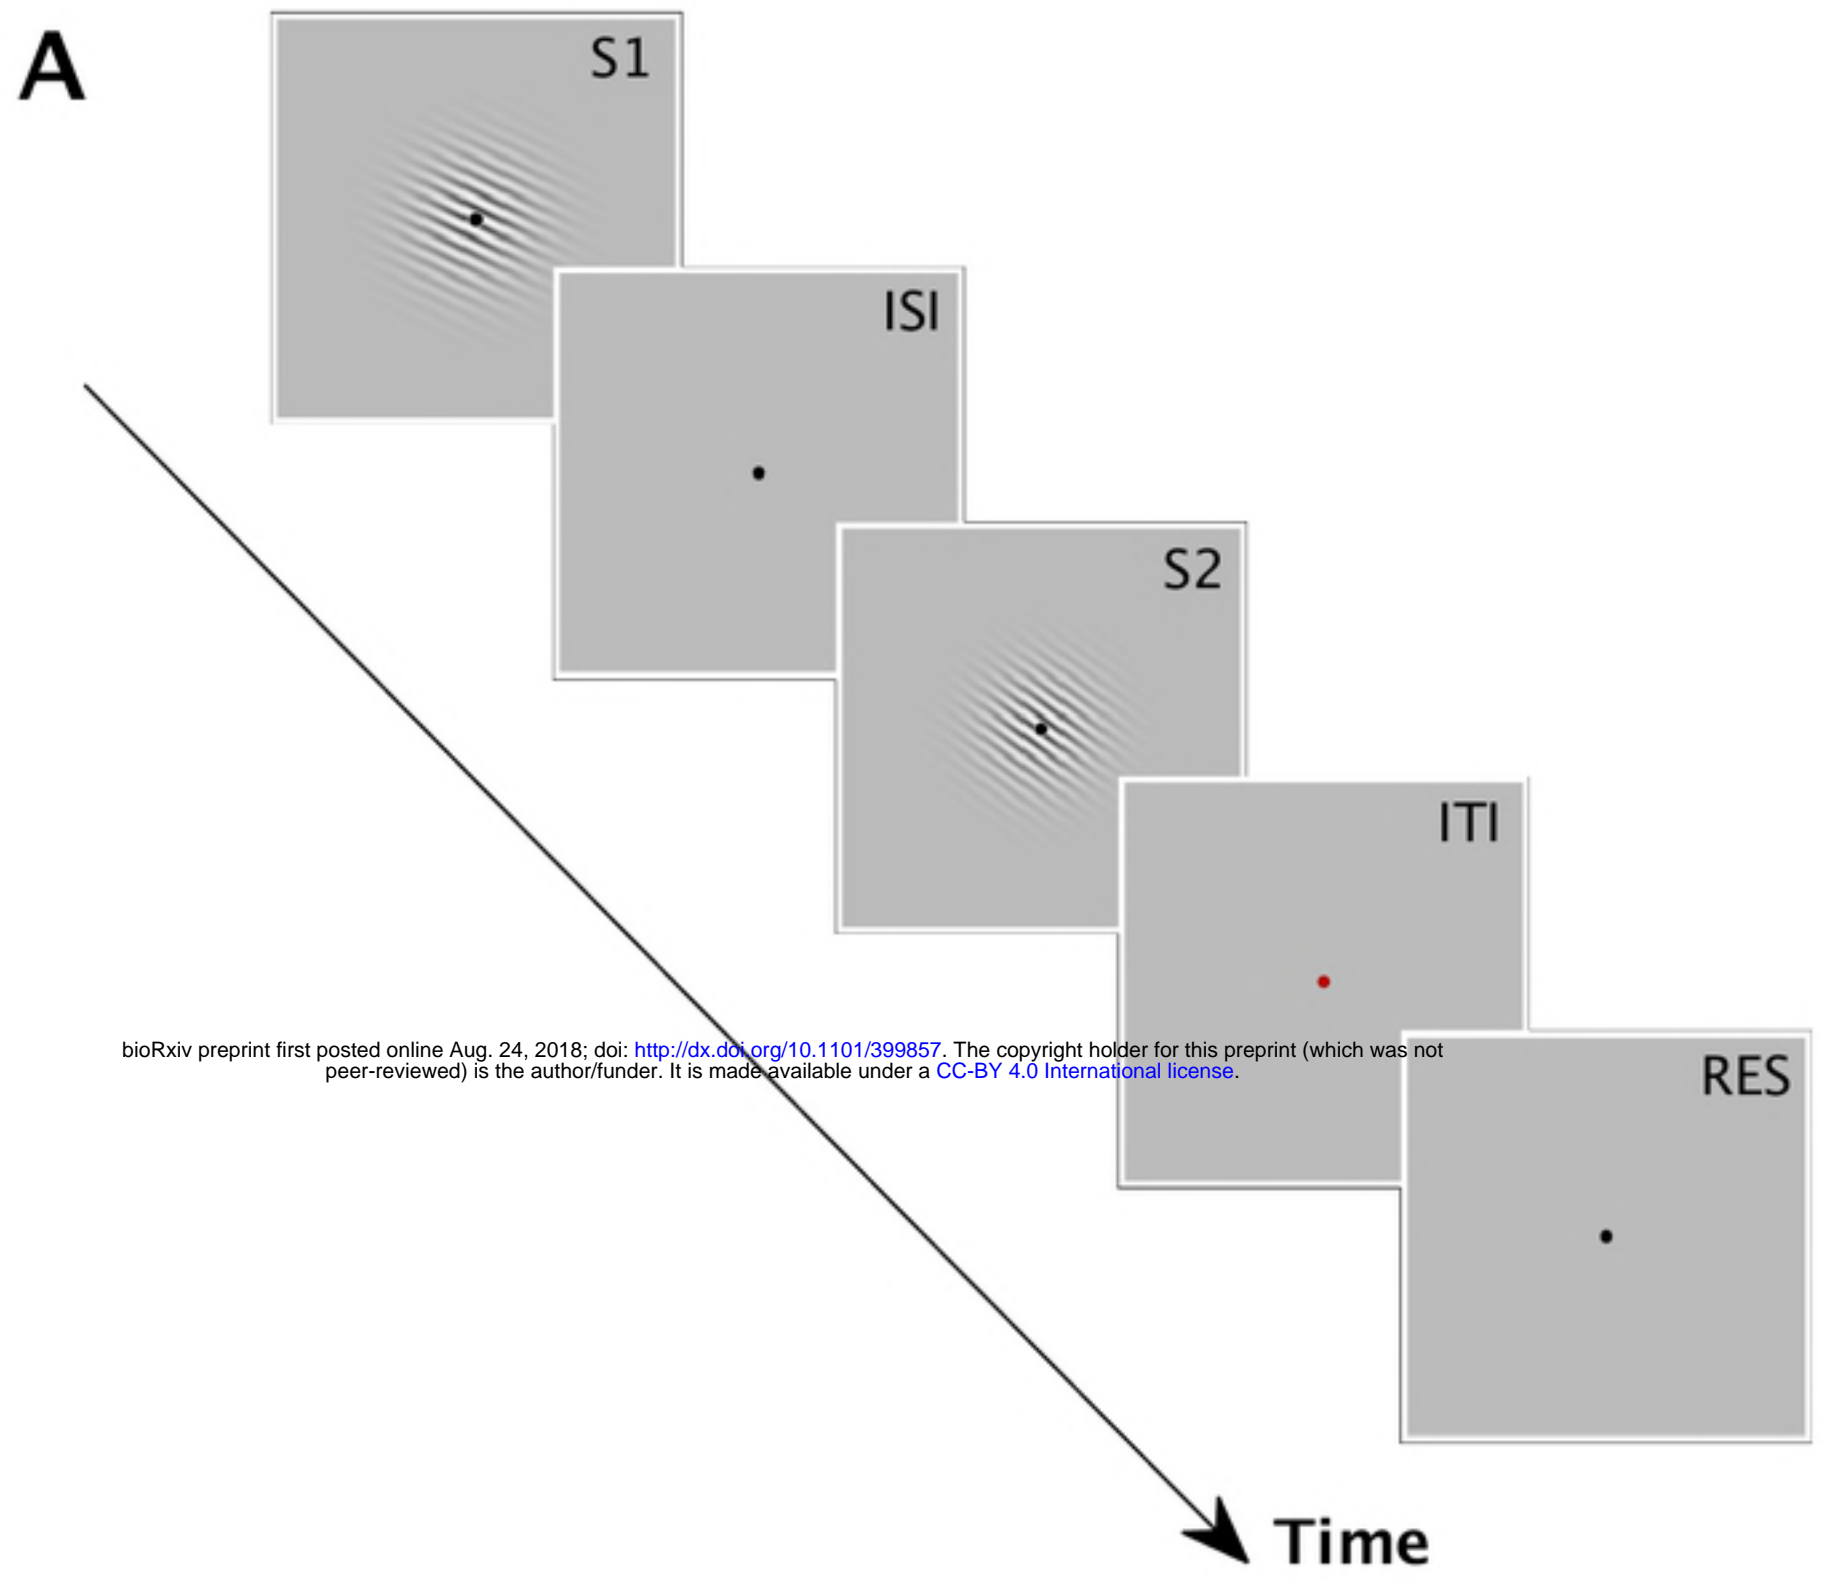 A
S1
ISI
S2
ITI
bioRxiv preprint first posted online Aug. 24, 2018; doi: http://dx.doi.org/10.1101/399857. The copyright holder for this preprint (which was not
peer-reviewed) is the author/funder. It is made available under a CC-BY 4.0 International license.
RES
Time